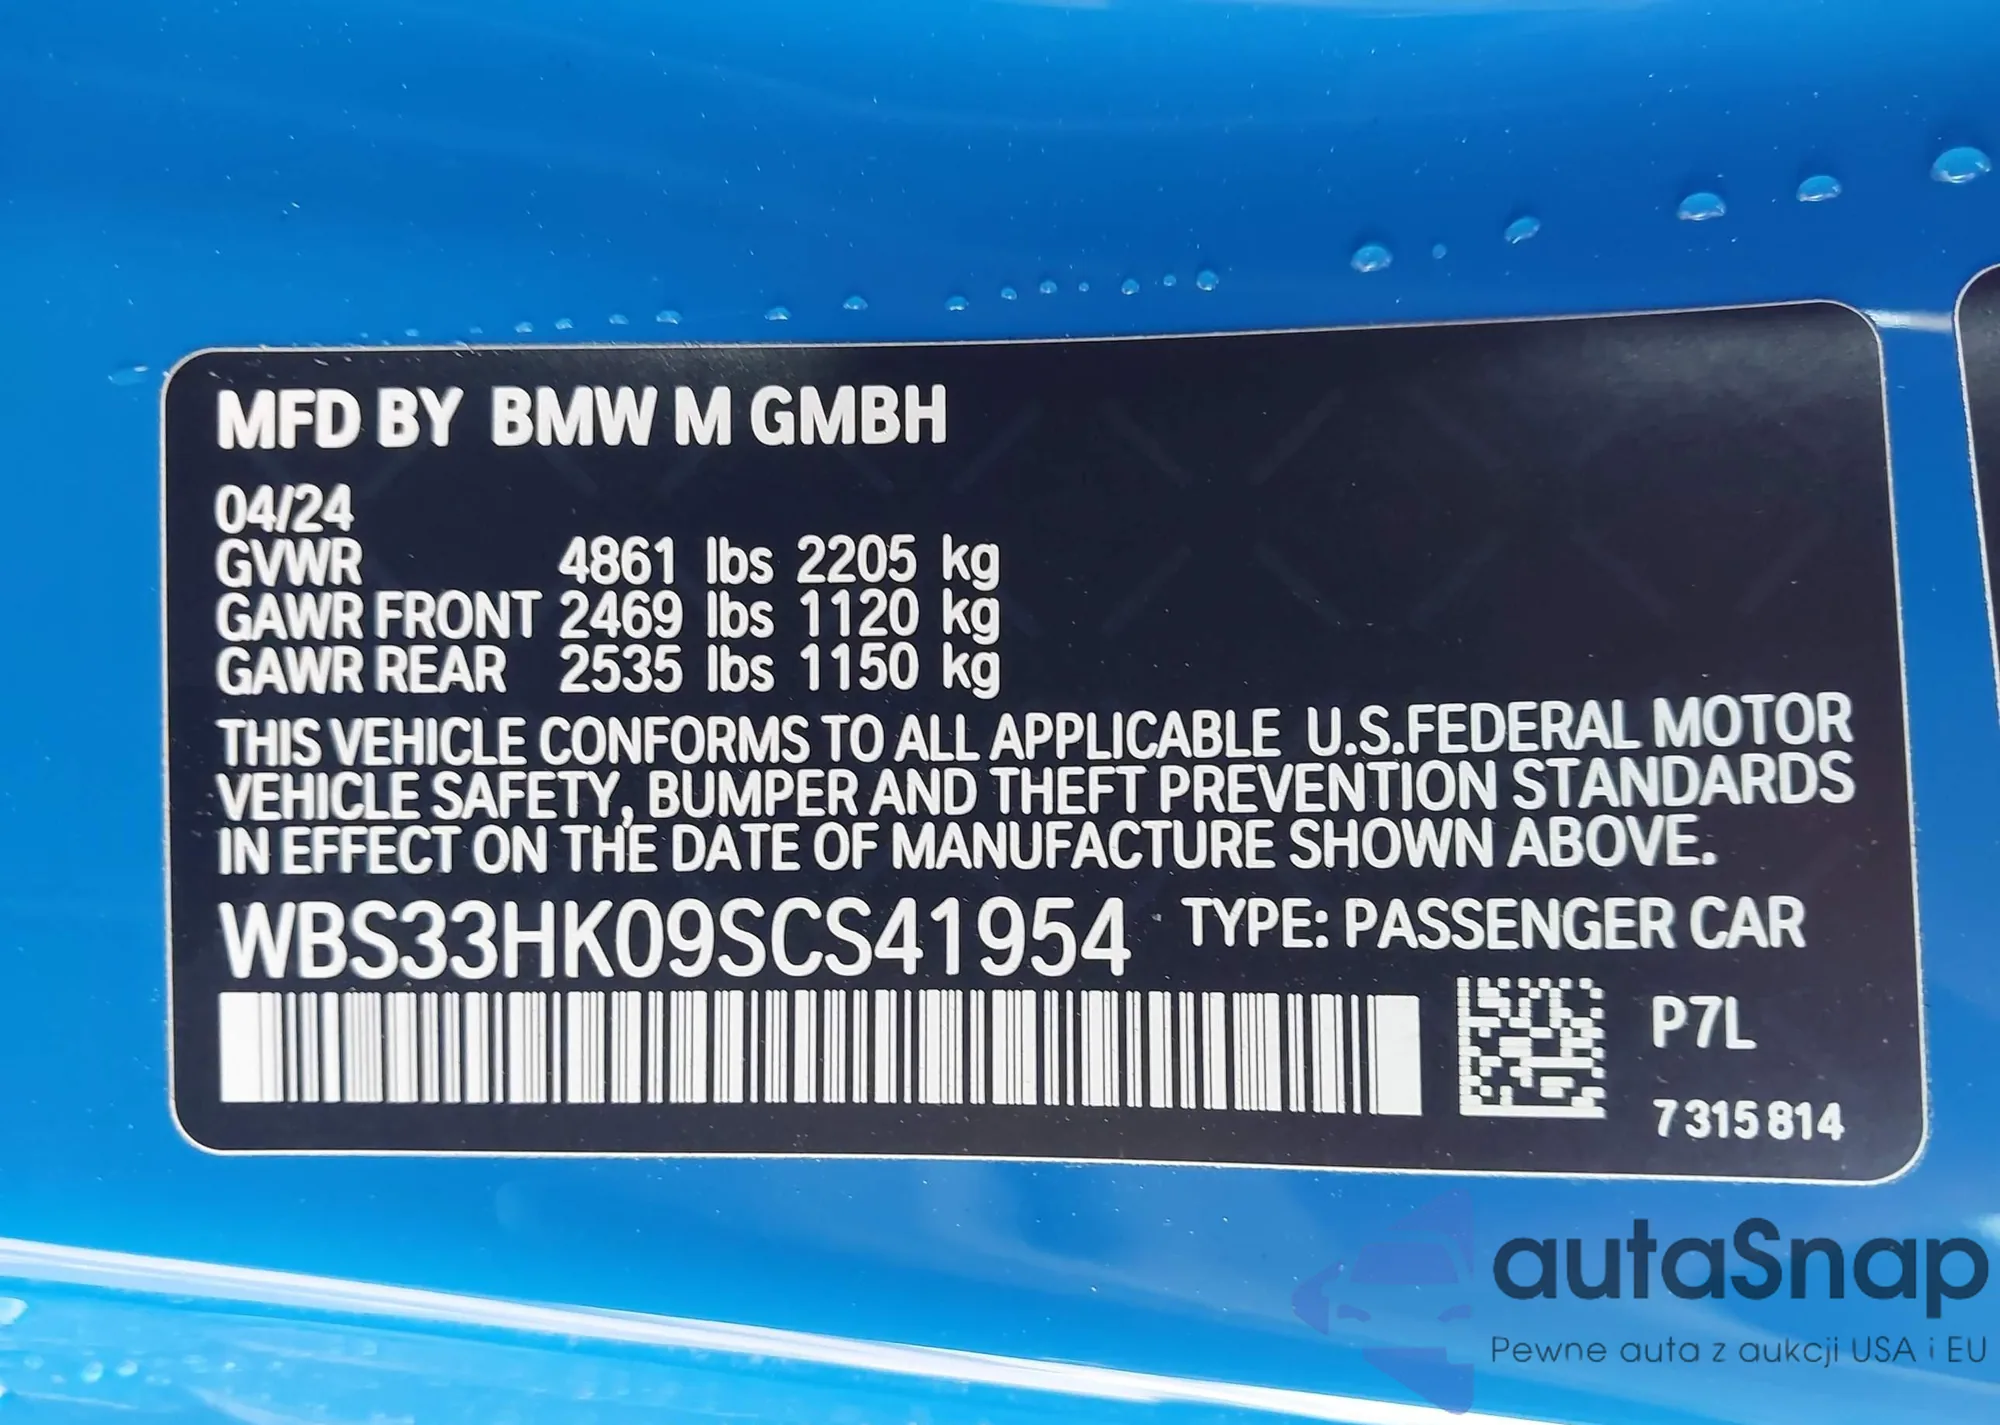 MFD BY BMW M GMBH
04/24
GVWR 4861 lbs 2205 kg
GAWR FRONT 2469 lbs 1120 kg
GAWR REAR 2535 lbs 1150 kg
THIS VEHICLE CONFORMS TO ALL APPLICABLE U.S.FEDERAL MOTOR
VEHICLE SAFETY, BUMPER AND THEFT PREVENTION STANDARDS
IN EFFECT ON THE DATE OF MANUFACTURE SHOWN ABOVE.
WBS33HK09SCS41954 TYPE: PASSENGER CAR
P7L
7 315 814
autaSnap
Pewne auta z aukcji USA i EU